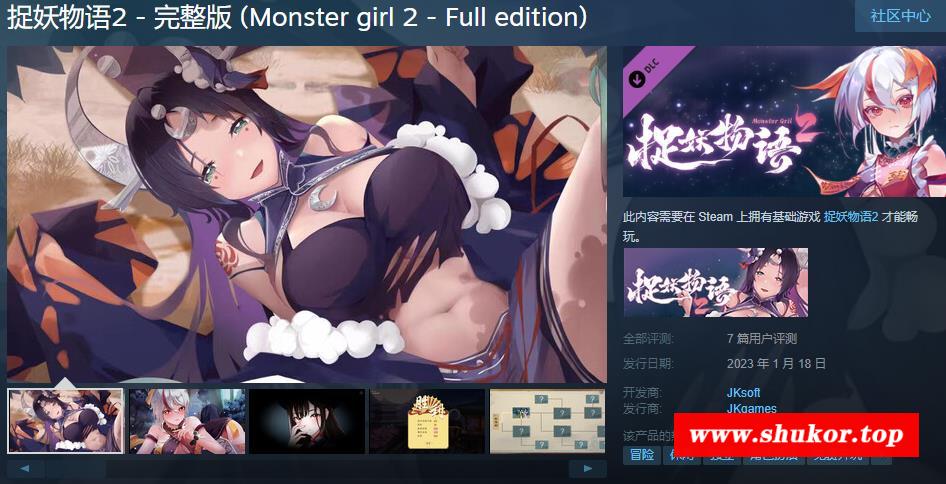 捉妖物语2 - 完整版 (Monster girl 2 - Full edition)
社区中心
DLC
Monster Gril
捉妖物语2
此内容需要在 Steam 上拥有基础游戏 捉妖物语2 才能畅
玩。
捉妖物语
全部评测: 7 篇用户评测
发行日期: 2023 年 1 月 18 日
开发商: JKsoft
发行商: JKgames
该产品的
www.shukor.top
冒险